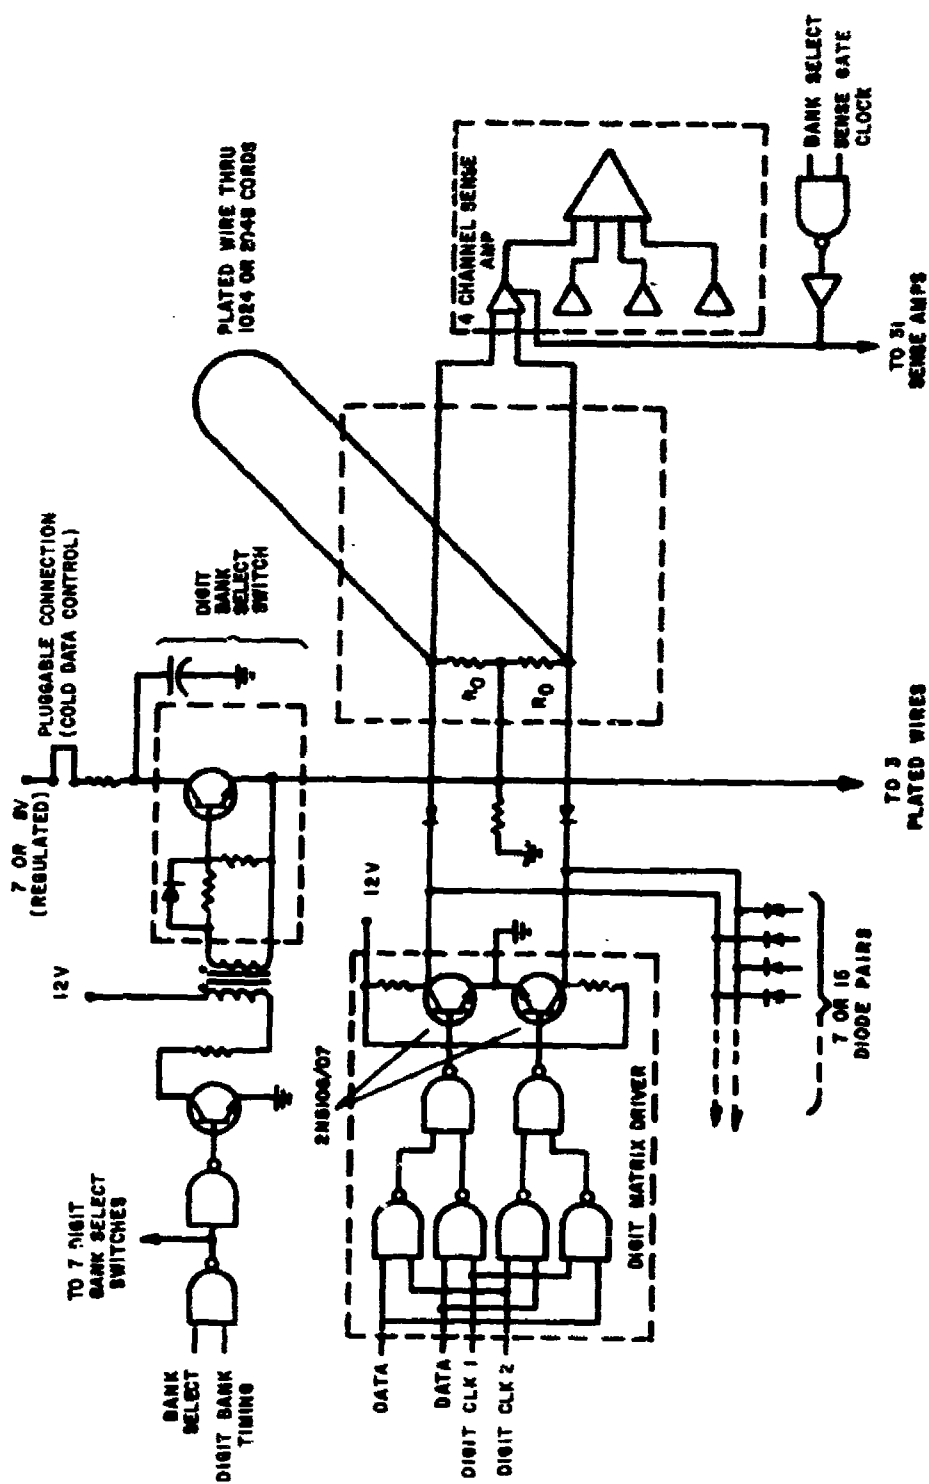 7 OR 8V
(REGULATED)
PLUGGABLE CONNECTION
(COLD DATA CONTROL)
12V
DIGIT
BANK
SELECT
SWITCH
TO 7 DIGIT
BANK SELECT
SWITCHES
BANK
SELECT
DIGIT BANK
TIMING
PLATED WIRE THRU
1024 OR 2048 CORDS
12V
2N5106/07
DATA
DATA
DIGIT CLK 1
DIGIT CLK 2
DIGIT MATRIX DRIVER
RO
RO
4 CHANNEL SENSE
AMP
BANK SELECT
SENSE GATE
CLOCK
TO 31
SENSE AMPS
TO 3
PLATED WIRES
7 OR 15
DIODE PAIRS